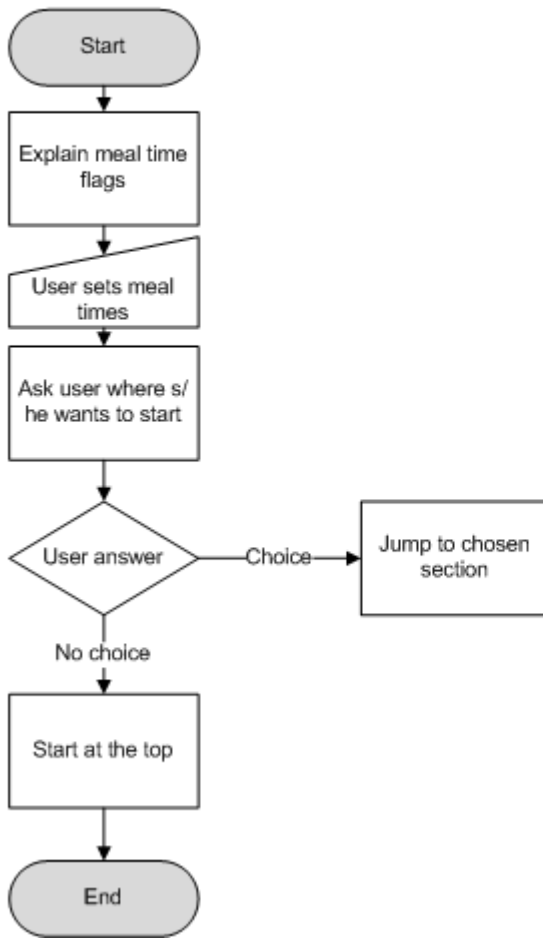 Start
Explain meal time
flags
User sets meal
times
Ask user where s/
he wants to start
User answer
Choice
Jump to chosen
section
No choice
Start at the top
End